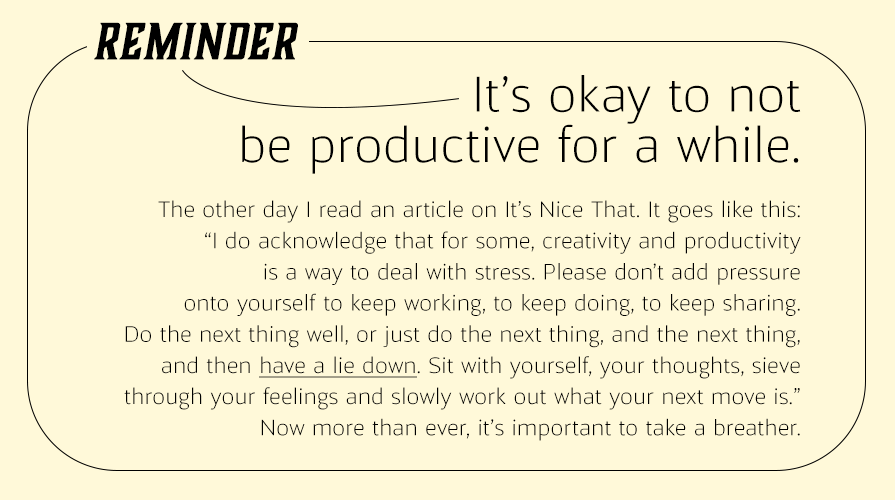 REMINDER
It’s okay to not
be productive for a while.
The other day I read an article on It’s Nice That. It goes like this:
“I do acknowledge that for some, creativity and productivity
is a way to deal with stress. Please don’t add pressure
onto yourself to keep working, to keep doing, to keep sharing.
Do the next thing well, or just do the next thing, and the next thing,
and then have a lie down. Sit with yourself, your thoughts, sieve
through your feelings and slowly work out what your next move is.”
Now more than ever, it’s important to take a breather.